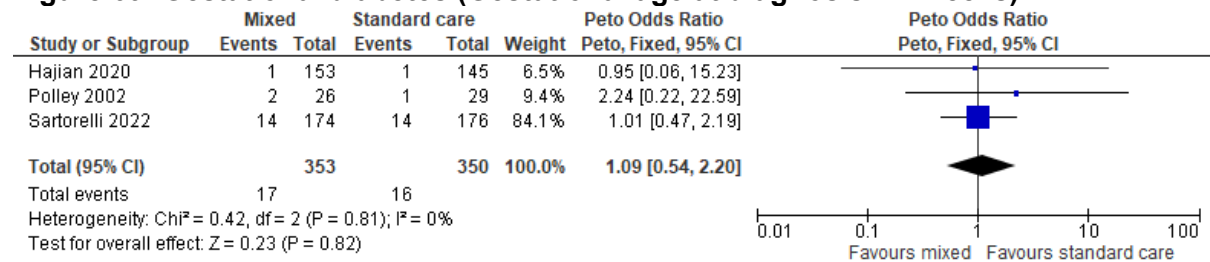 Mixed Standard care Peto Odds Ratio Peto Odds Ratio
Study or Subgroup Events Total Events Total Weight Peto, Fixed, 95% CI Peto, Fixed, 95% CI
Hajian 2020 1 153 1 145 6.5% 0.95 [0.06, 15.23]
Polley 2002 2 26 1 29 9.4% 2.24 [0.22, 22.59]
Sartorelli 2022 14 174 14 176 84.1% 1.01 [0.47, 2.19]
Total (95% CI) 353 350 100.0% 1.09 [0.54, 2.20]
Total events 17 16
Heterogeneity: Chi² = 0.42, df = 2 (P = 0.81); I² = 0%
Test for overall effect: Z = 0.23 (P = 0.82)
0.01 0.1 1 10 100
Favours mixed Favours standard care